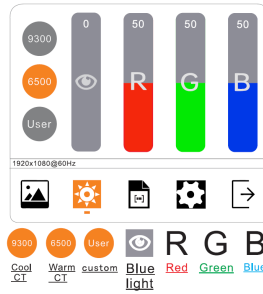 0 50 50 50
9300
6500
User
R G B
1920x1080@60Hz
9300 6500 User R G B
Cool CT Warm CT custom Blue light Red Green Blue